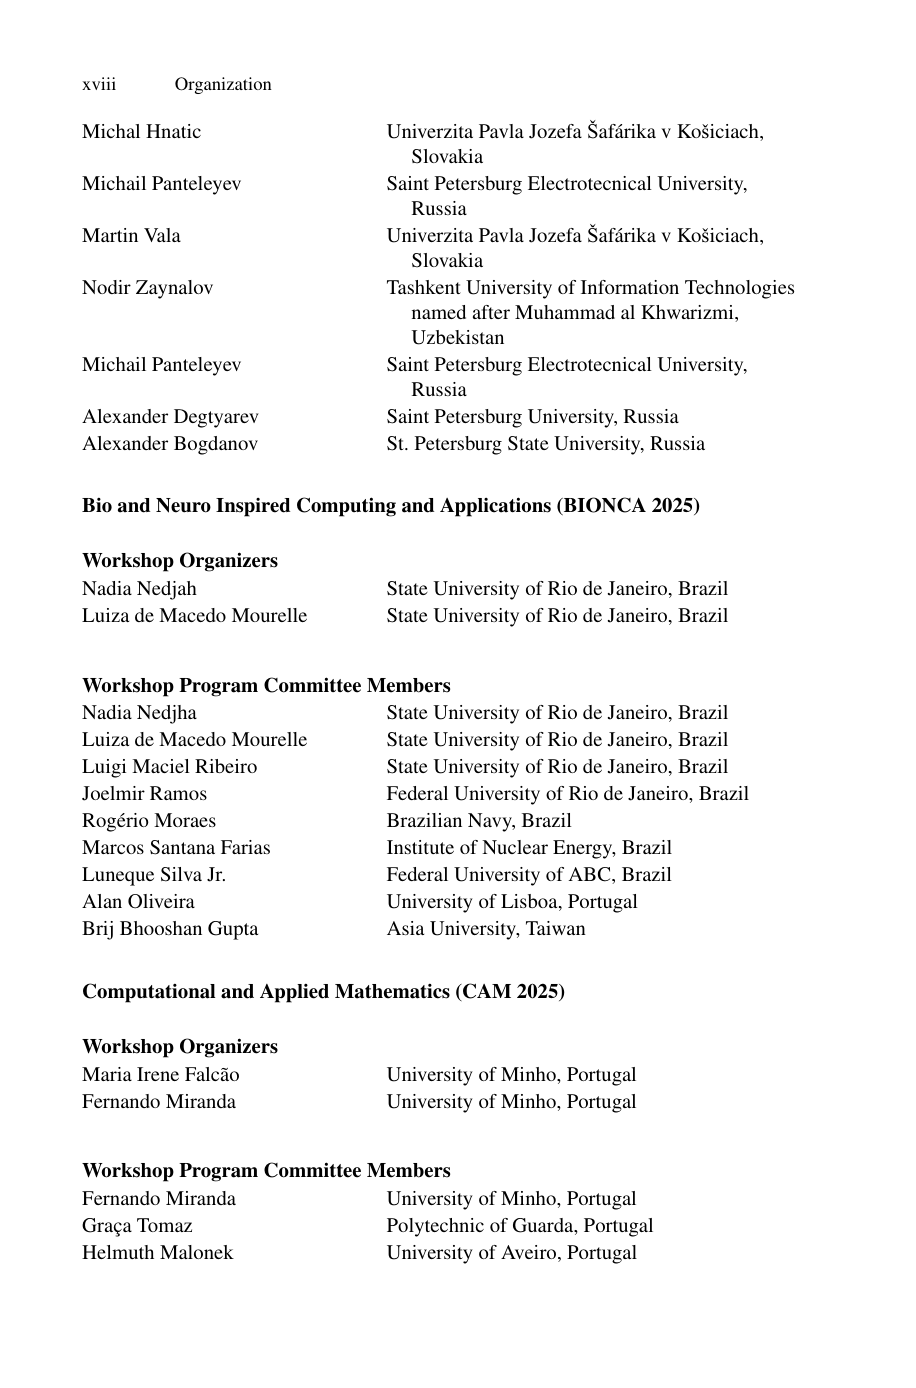 xviii Organization
Michal Hnatic Univerzita Pavla Jozefa Šafárika v Košiciach,
Slovakia
Michail Panteleyev Saint Petersburg Electrotecnical University,
Russia
Martin Vala Univerzita Pavla Jozefa Šafárika v Košiciach,
Slovakia
Nodir Zaynalov Tashkent University of Information Technologies
named after Muhammad al Khwarizmi,
Uzbekistan
Michail Panteleyev Saint Petersburg Electrotecnical University,
Russia
Alexander Degtyarev Saint Petersburg University, Russia
Alexander Bogdanov St. Petersburg State University, Russia
Bio and Neuro Inspired Computing and Applications (BIONCA 2025)
Workshop Organizers
Nadia Nedjah State University of Rio de Janeiro, Brazil
Luiza de Macedo Mourelle State University of Rio de Janeiro, Brazil
Workshop Program Committee Members
Nadia Nedjha State University of Rio de Janeiro, Brazil
Luiza de Macedo Mourelle State University of Rio de Janeiro, Brazil
Luigi Maciel Ribeiro State University of Rio de Janeiro, Brazil
Joelmir Ramos Federal University of Rio de Janeiro, Brazil
Rogério Moraes Brazilian Navy, Brazil
Marcos Santana Farias Institute of Nuclear Energy, Brazil
Luneque Silva Jr. Federal University of ABC, Brazil
Alan Oliveira University of Lisboa, Portugal
Brij Bhooshan Gupta Asia University, Taiwan
Computational and Applied Mathematics (CAM 2025)
Workshop Organizers
Maria Irene Falcão University of Minho, Portugal
Fernando Miranda University of Minho, Portugal
Workshop Program Committee Members
Fernando Miranda University of Minho, Portugal
Graça Tomaz Polytechnic of Guarda, Portugal
Helmuth Malonek University of Aveiro, Portugal